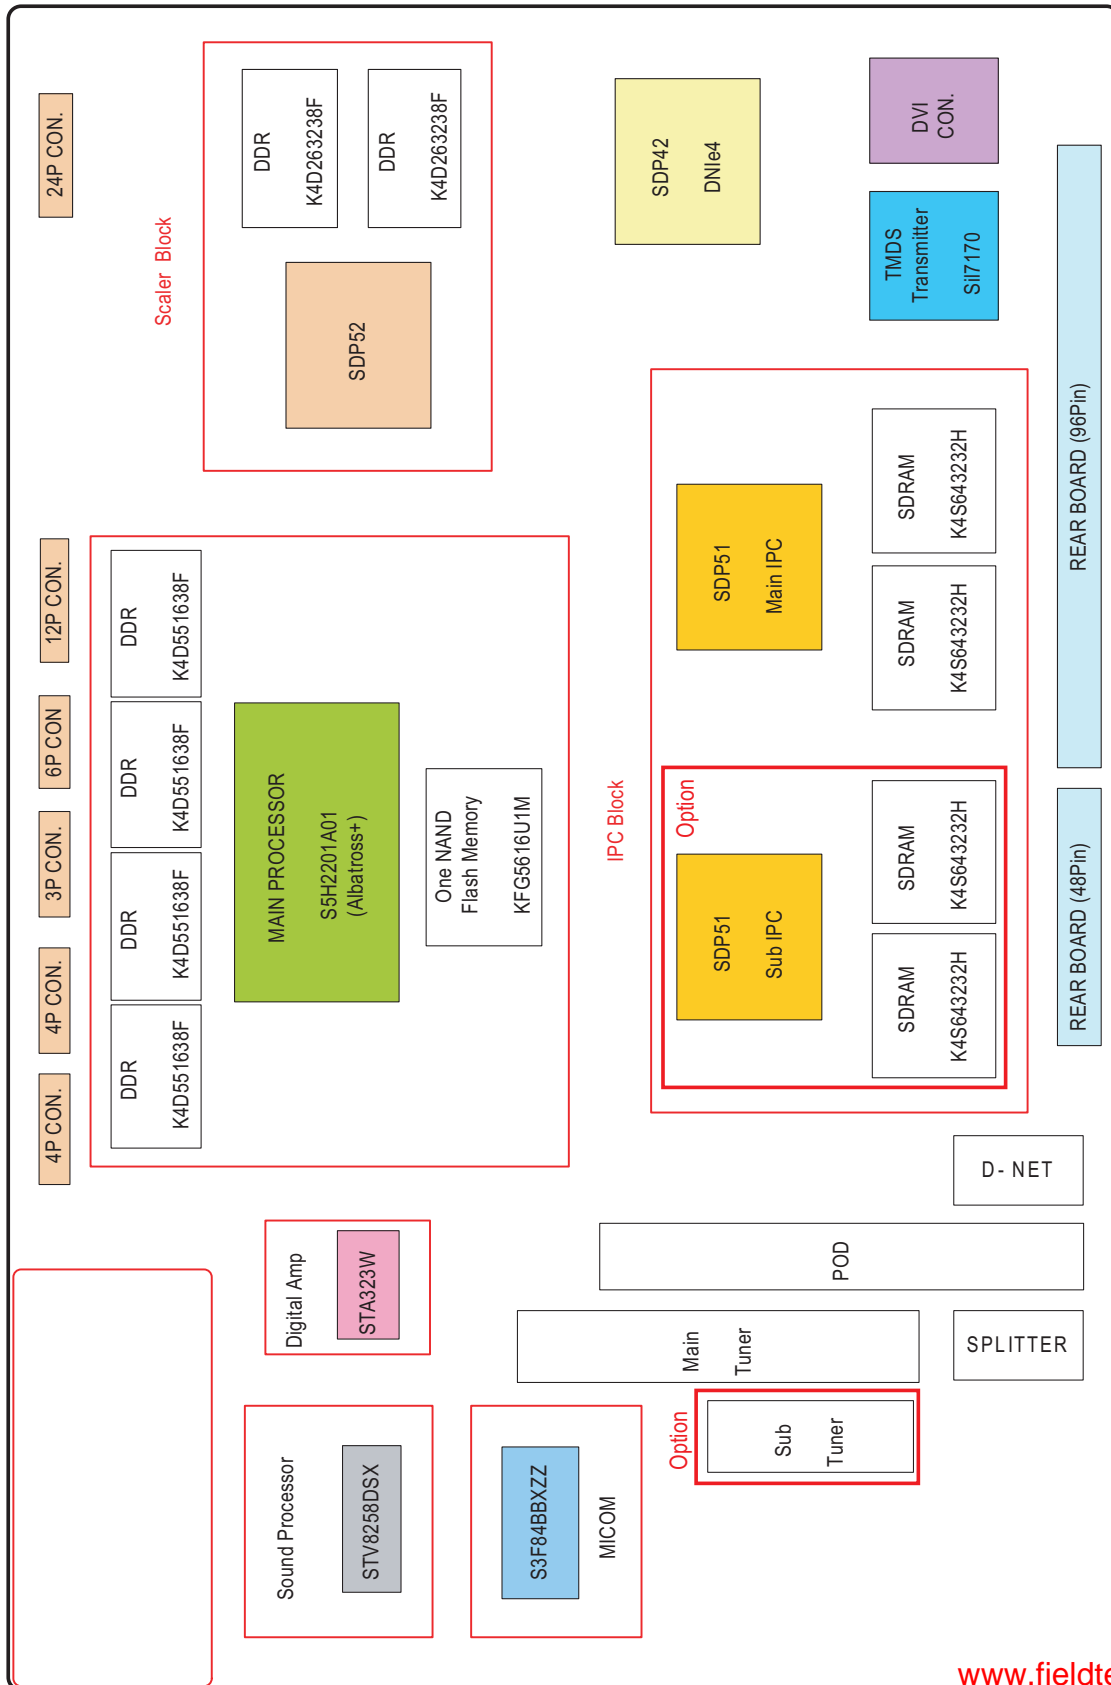 4P CON.
4P CON.
3P CON.
6P CON
12P CON.
24P CON.
DDR
K4D551638F
DDR
K4D551638F
DDR
K4D551638F
DDR
K4D551638F
MAIN PROCESSOR
S5H2201A01
(Albatross+)
One NAND
Flash Memory
KFG5616U1M
Scaler Block
DDR
K4D263238F
DDR
K4D263238F
SDP52
Sound Processor
STV8258DSX
Digital Amp
STA323W
S3F84BBXZZ
MICOM
IPC Block
Option
SDP51
Sub IPC
SDP51
Main IPC
SDRAM
K4S643232H
SDRAM
K4S643232H
SDRAM
K4S643232H
SDRAM
K4S643232H
SDP42
DNIe4
TMDS
Transmitter
SiI7170
DVI
CON.
Option
Sub
Tuner
Main
Tuner
POD
SPLITTER
D- NET
REAR BOARD (48Pin)
REAR BOARD (96Pin)
www.fieldte